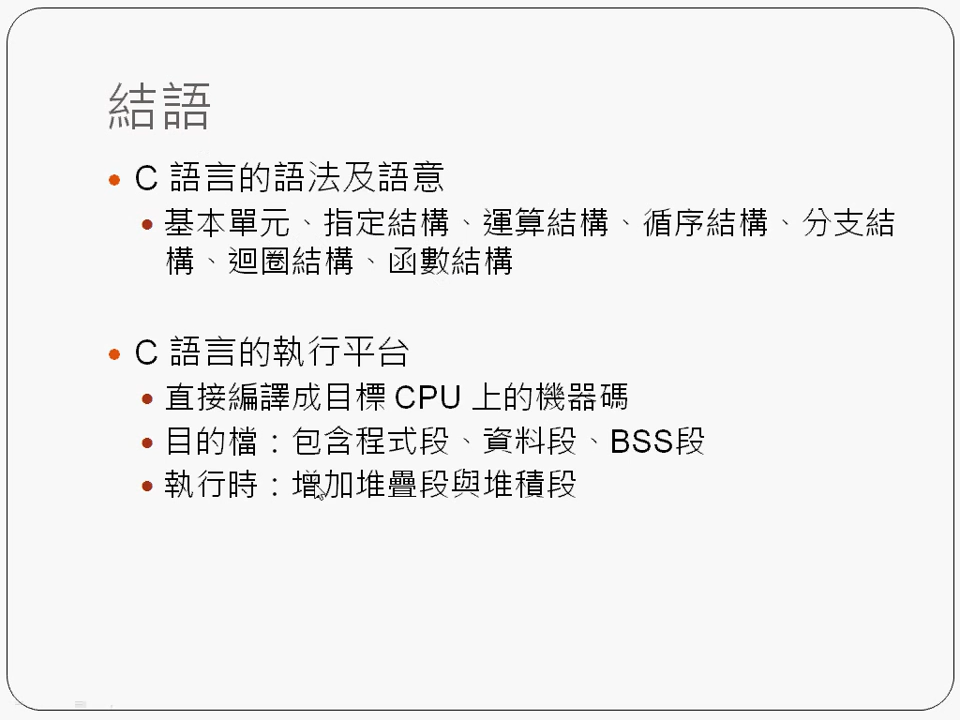 結語
C 語言的語法及語意
基本單元、指定結構、運算結構、循序結構、分支結
構、迴圈結構、函數結構
C 語言的執行平台
直接編譯成目標 CPU 上的機器碼
目的檔：包含程式段、資料段、BSS段
執行時：增加堆疊段與堆積段